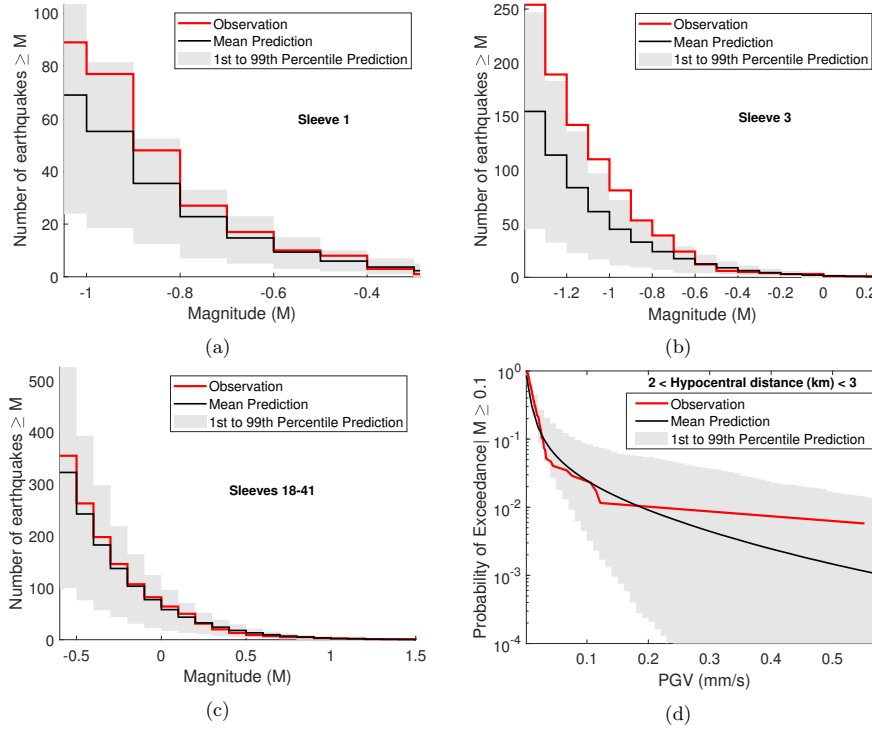 100
80
60
40
20
0
Number of earthquakes ≥ M
Observation
Mean Prediction
1st to 99th Percentile Prediction
Sleeve 1
-1
-0.8
-0.6
-0.4
Magnitude (M)
(a)
250
200
150
100
50
0
Number of earthquakes ≥ M
Observation
Mean Prediction
1st to 99th Percentile Prediction
Sleeve 3
-1.2
-1
-0.8
-0.6
-0.4
-0.2
0
0.2
Magnitude (M)
(b)
500
400
300
200
100
0
Number of earthquakes ≥ M
Observation
Mean Prediction
1st to 99th Percentile Prediction
Sleeves 18-41
-0.5
0
0.5
1
1.5
Magnitude (M)
(c)
10^0
10^-1
10^-2
10^-3
10^-4
Probability of Exceedance| M ≥ 0.1
2 < Hypocentral distance (km) < 3
Observation
Mean Prediction
1st to 99th Percentile Prediction
0.1
0.2
0.3
0.4
0.5
PGV (mm/s)
(d)